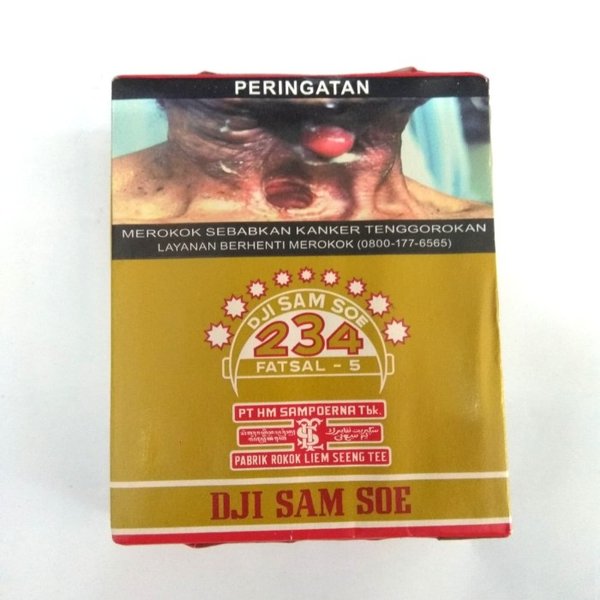 PERINGATAN
MEROKOK SEBABKAN KANKER TENGGOROKAN
LAYANAN BERHENTI MEROKOK (0800-177-6565)
DJI SAM SOE
234
FATSAL - 5
PT HM SAMPOERNA Tbk.
PABRIK ROKOK LIEM SEENG TEE
DJI SAM SOE